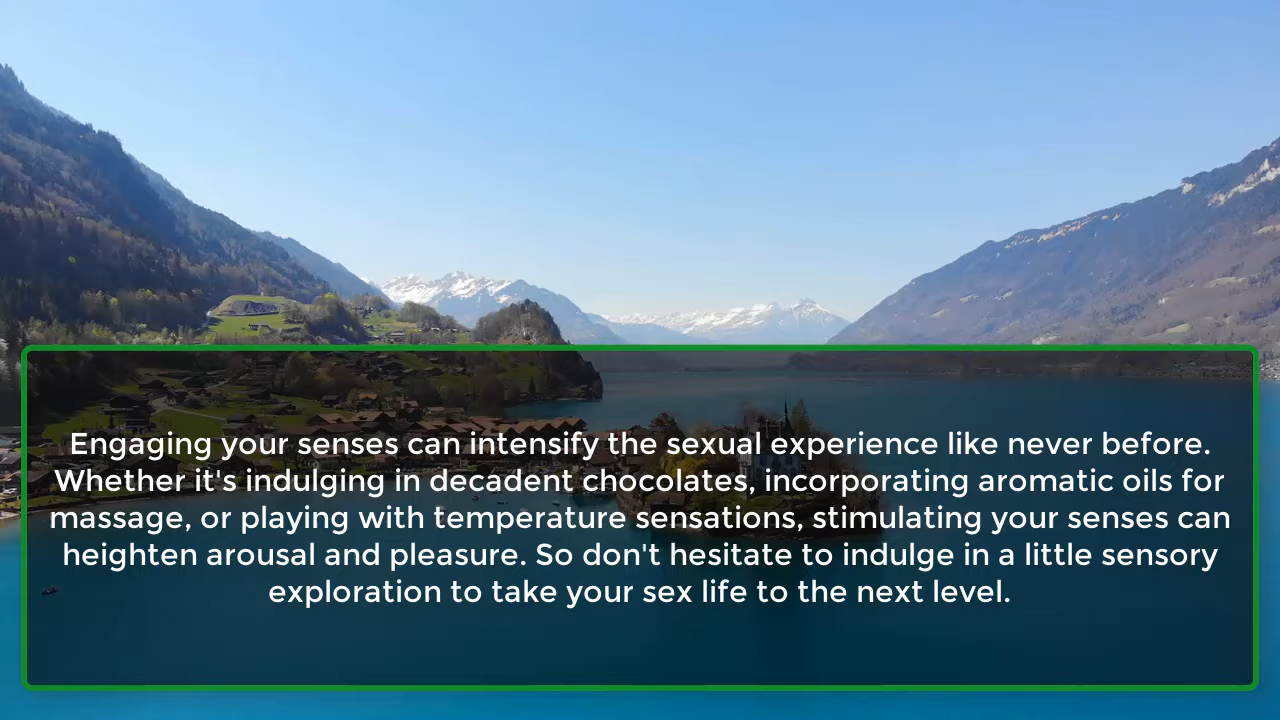 Engaging your senses can intensify the sexual experience like never before.
Whether it's indulging in decadent chocolates, incorporating aromatic oils for
massage, or playing with temperature sensations, stimulating your senses can
heighten arousal and pleasure. So don't hesitate to indulge in a little sensory
exploration to take your sex life to the next level.